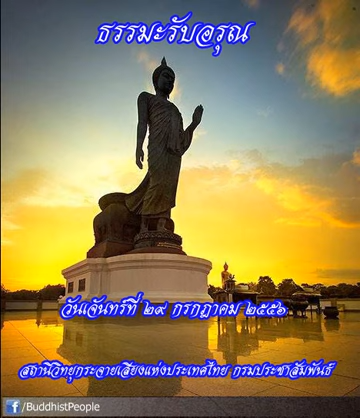 ธรรมะรับอรุณ
วันจันทร์ที่ ๒๙ กรกฎาคม ๒๕๕๖
สถานีวิทยุกระจายเสียงแห่งประเทศไทย กรมประชาสัมพันธ์
f /BuddhistPeople